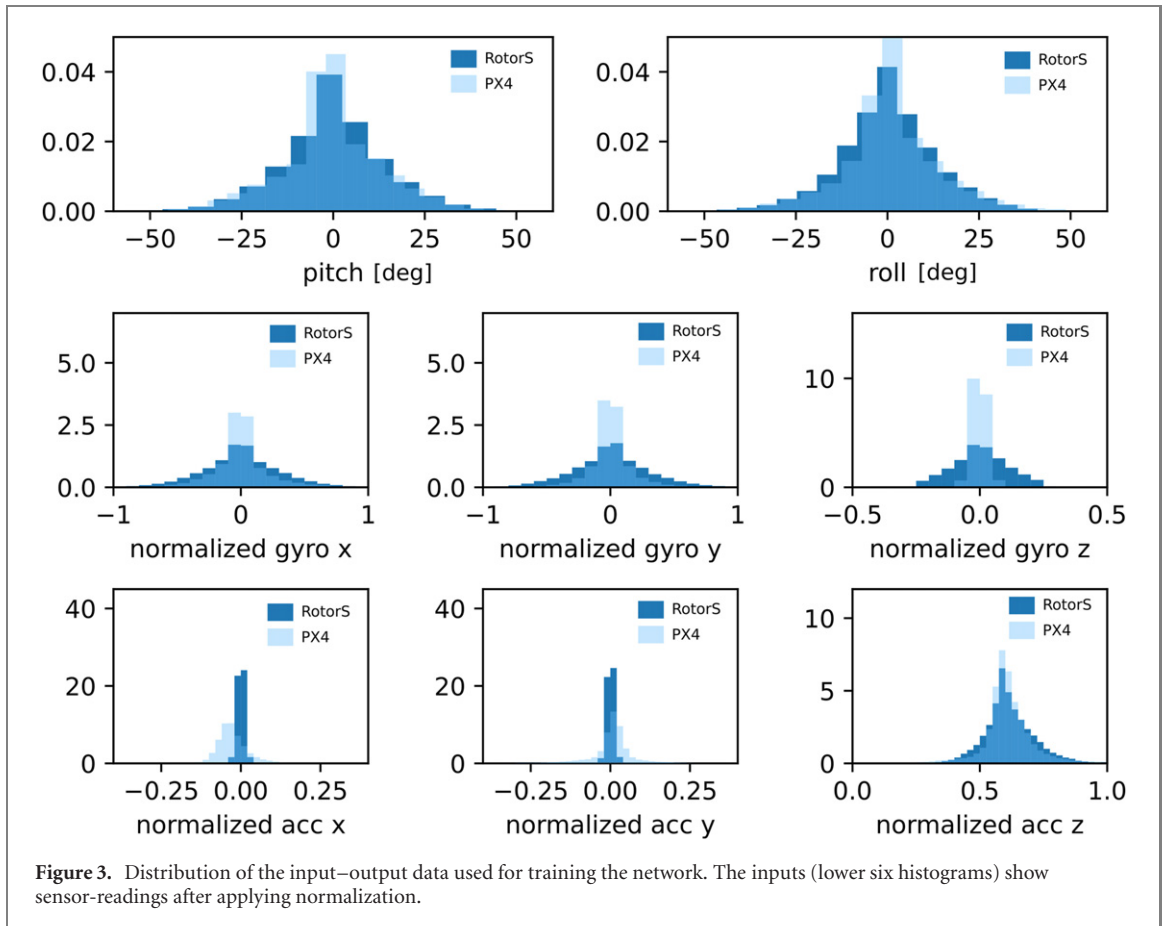 0.04
0.02
0.00
−50 −25 0 25 50
pitch [deg]
RotorS
PX4
0.04
0.02
0.00
−50 −25 0 25 50
roll [deg]
RotorS
PX4
5.0
2.5
0.0
−1 0 1
normalized gyro x
RotorS
PX4
5.0
2.5
0.0
−1 0 1
normalized gyro y
RotorS
PX4
10
0
−0.5 0.0 0.5
normalized gyro z
RotorS
PX4
40
20
0
−0.25 0.00 0.25
normalized acc x
RotorS
PX4
40
20
0
−0.25 0.00 0.25
normalized acc y
RotorS
PX4
10
5
0
0.0 0.5 1.0
normalized acc z
RotorS
PX4
Figure 3. Distribution of the input−output data used for training the network. The inputs (lower six histograms) show
sensor-readings after applying normalization.